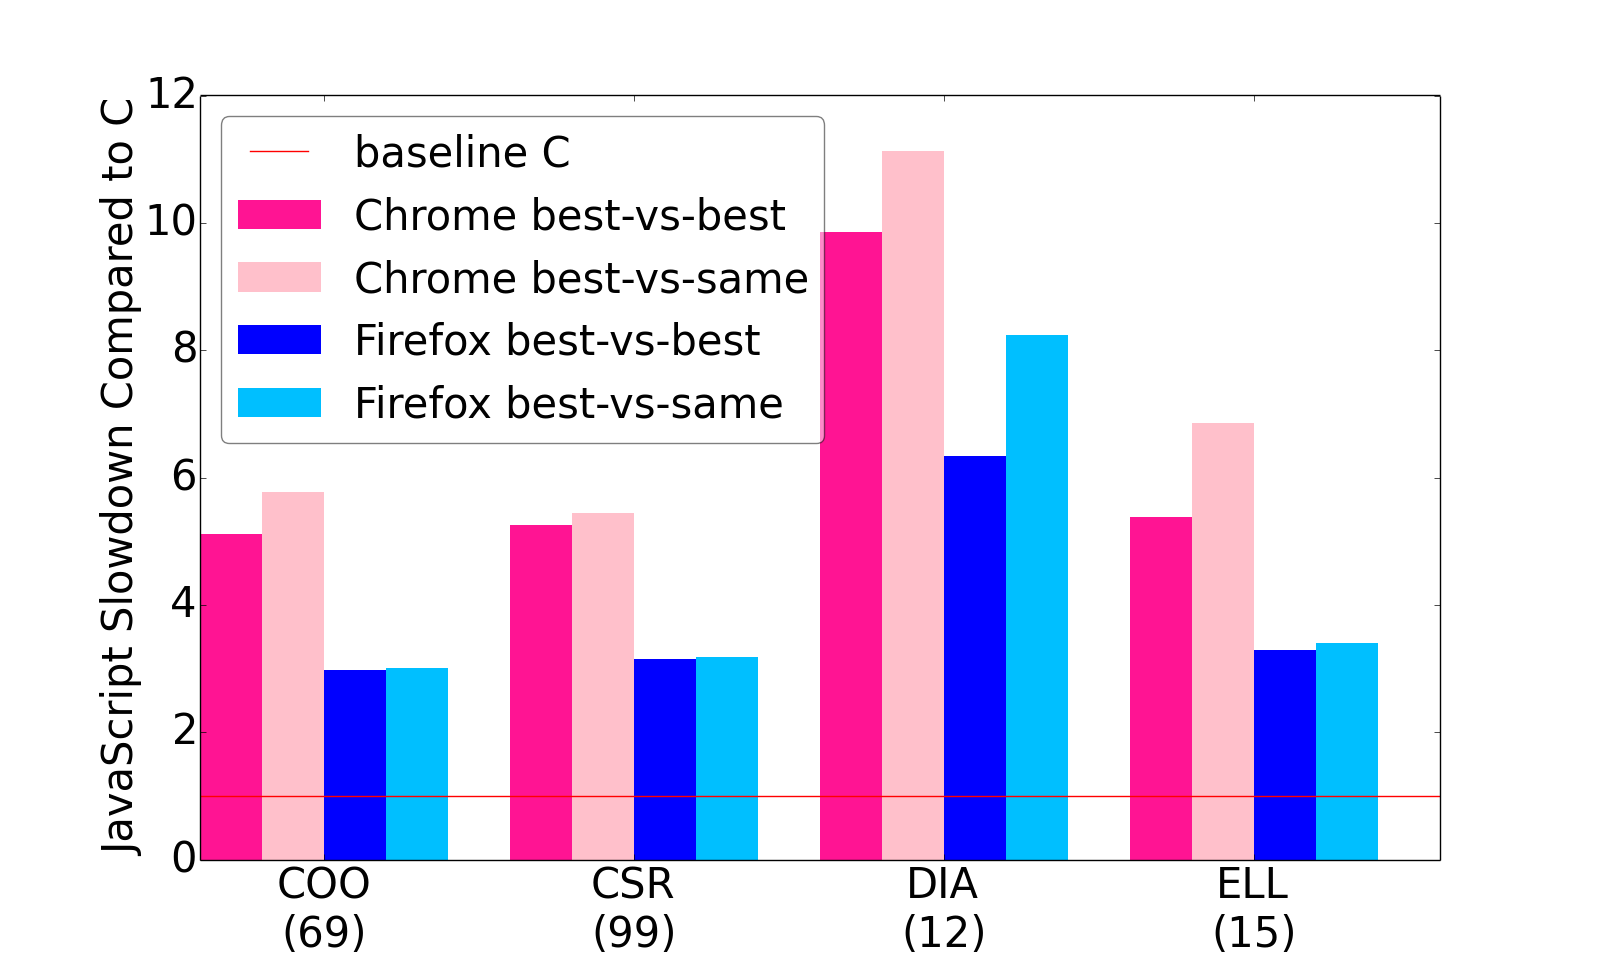 JavaScript Slowdown Compared to C
12
10
8
6
4
2
0
baseline C
Chrome best-vs-best
Chrome best-vs-same
Firefox best-vs-best
Firefox best-vs-same
COO CSR DIA ELL
(69) (99) (12) (15)